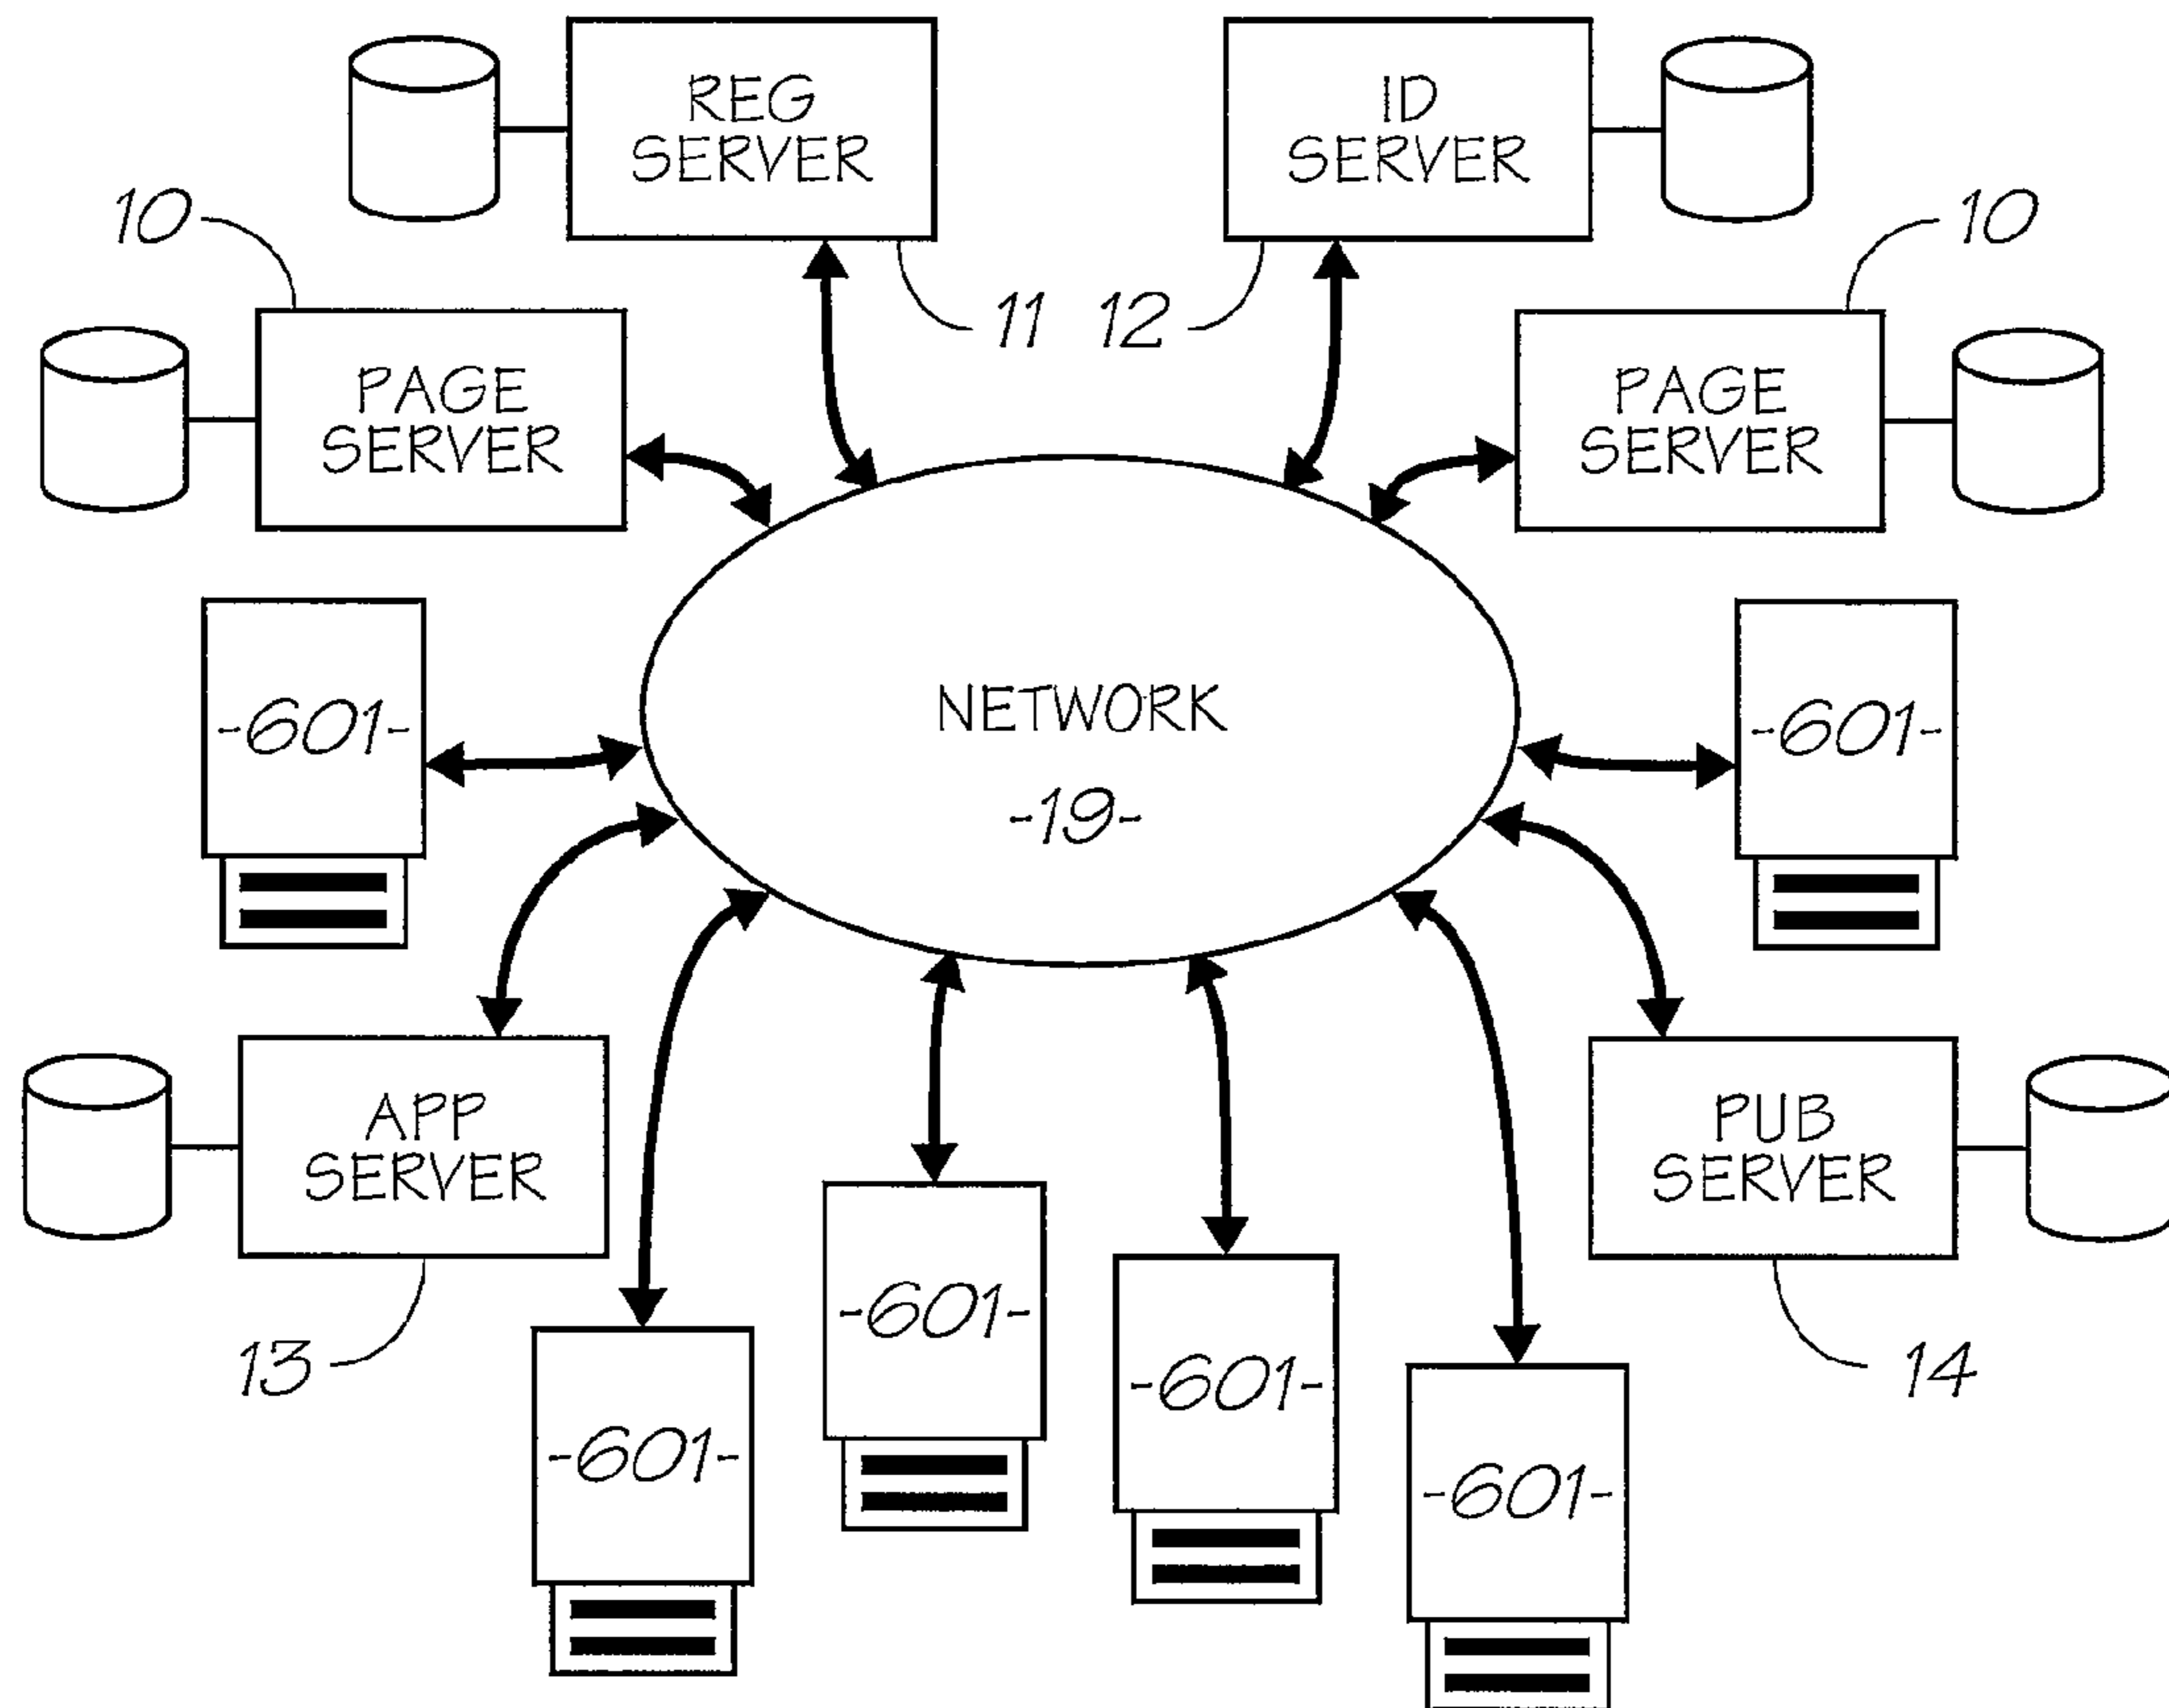 REG
SERVER
ID
SERVER
10
10
11
12
PAGE
SERVER
PAGE
SERVER
-601-
NETWORK
-19-
-601-
APP
SERVER
PUB
SERVER
13
-601-
-601-
-601-
-601-
14